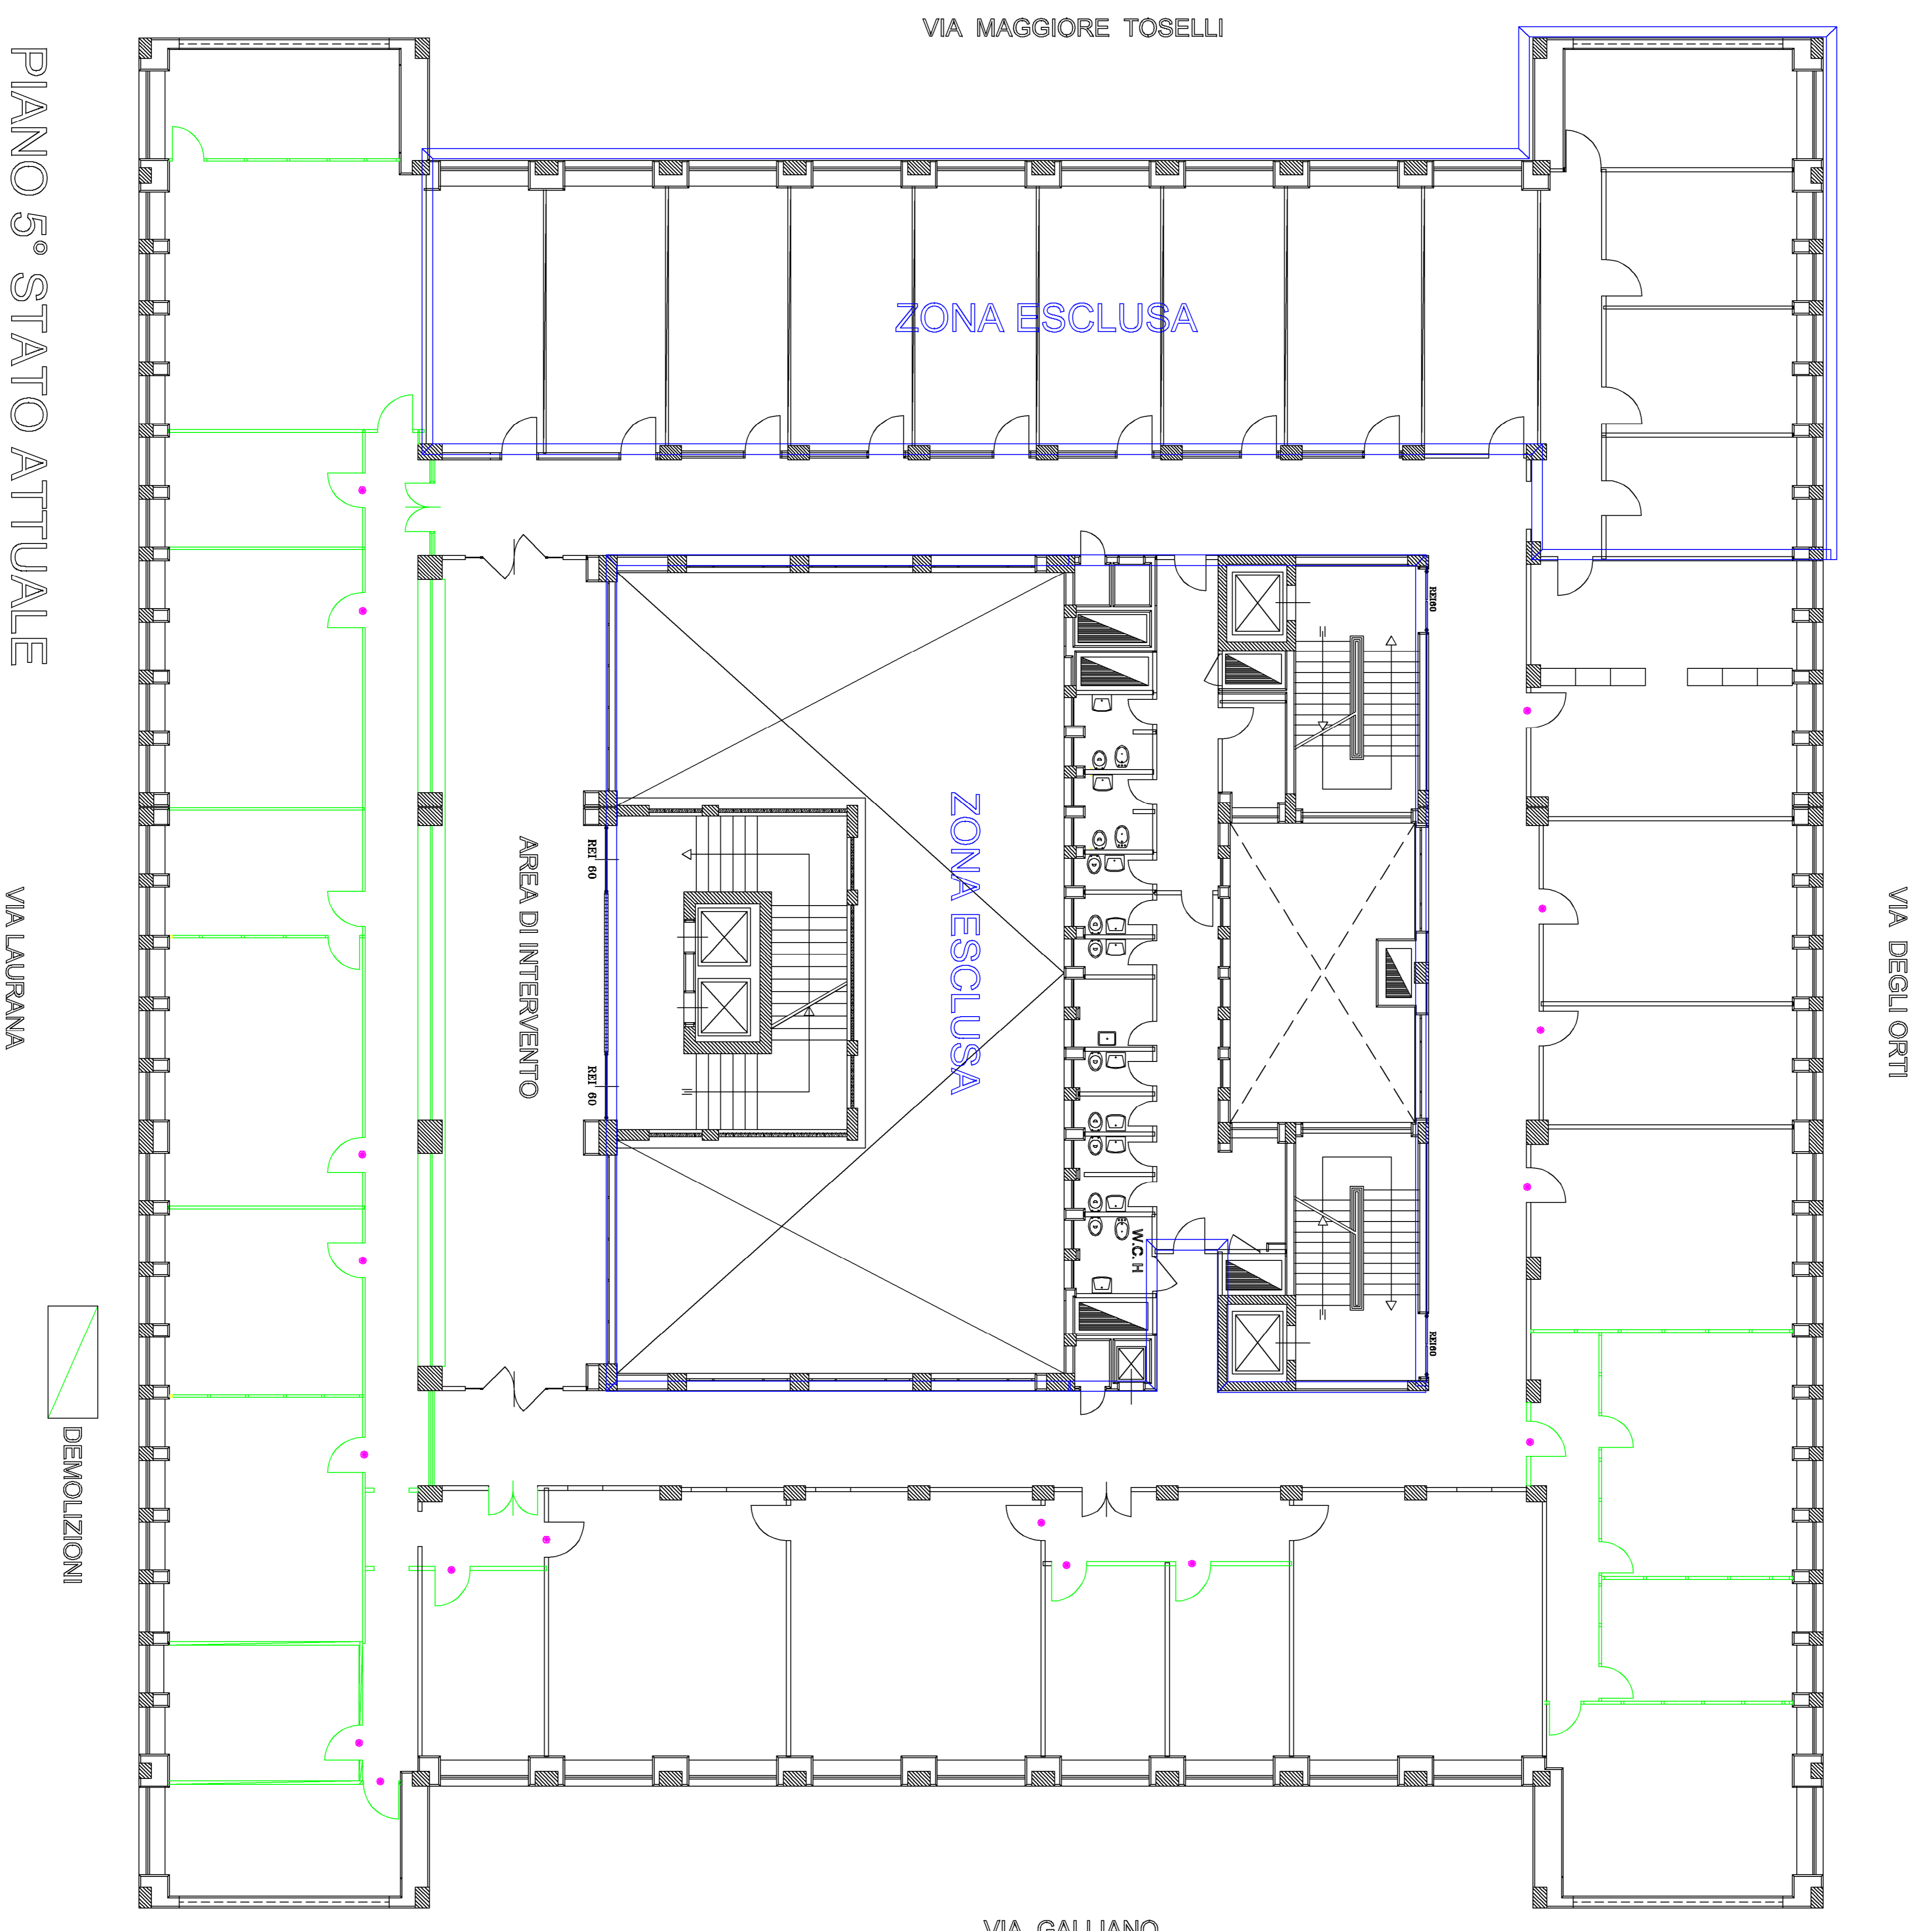 VIA MAGGIORE TOSELLI
PIANO 5° STATO ATTUALE
ZONA ESCLUSA
REI60
REI 60
AREA DI INTERVENTO
ZONA ESCLUSA
VIA DEGLI ORTI
VIA LAURANA
REI 60
W.C. H
REI60
DEMOLIZIONI
VIA GALLIANO